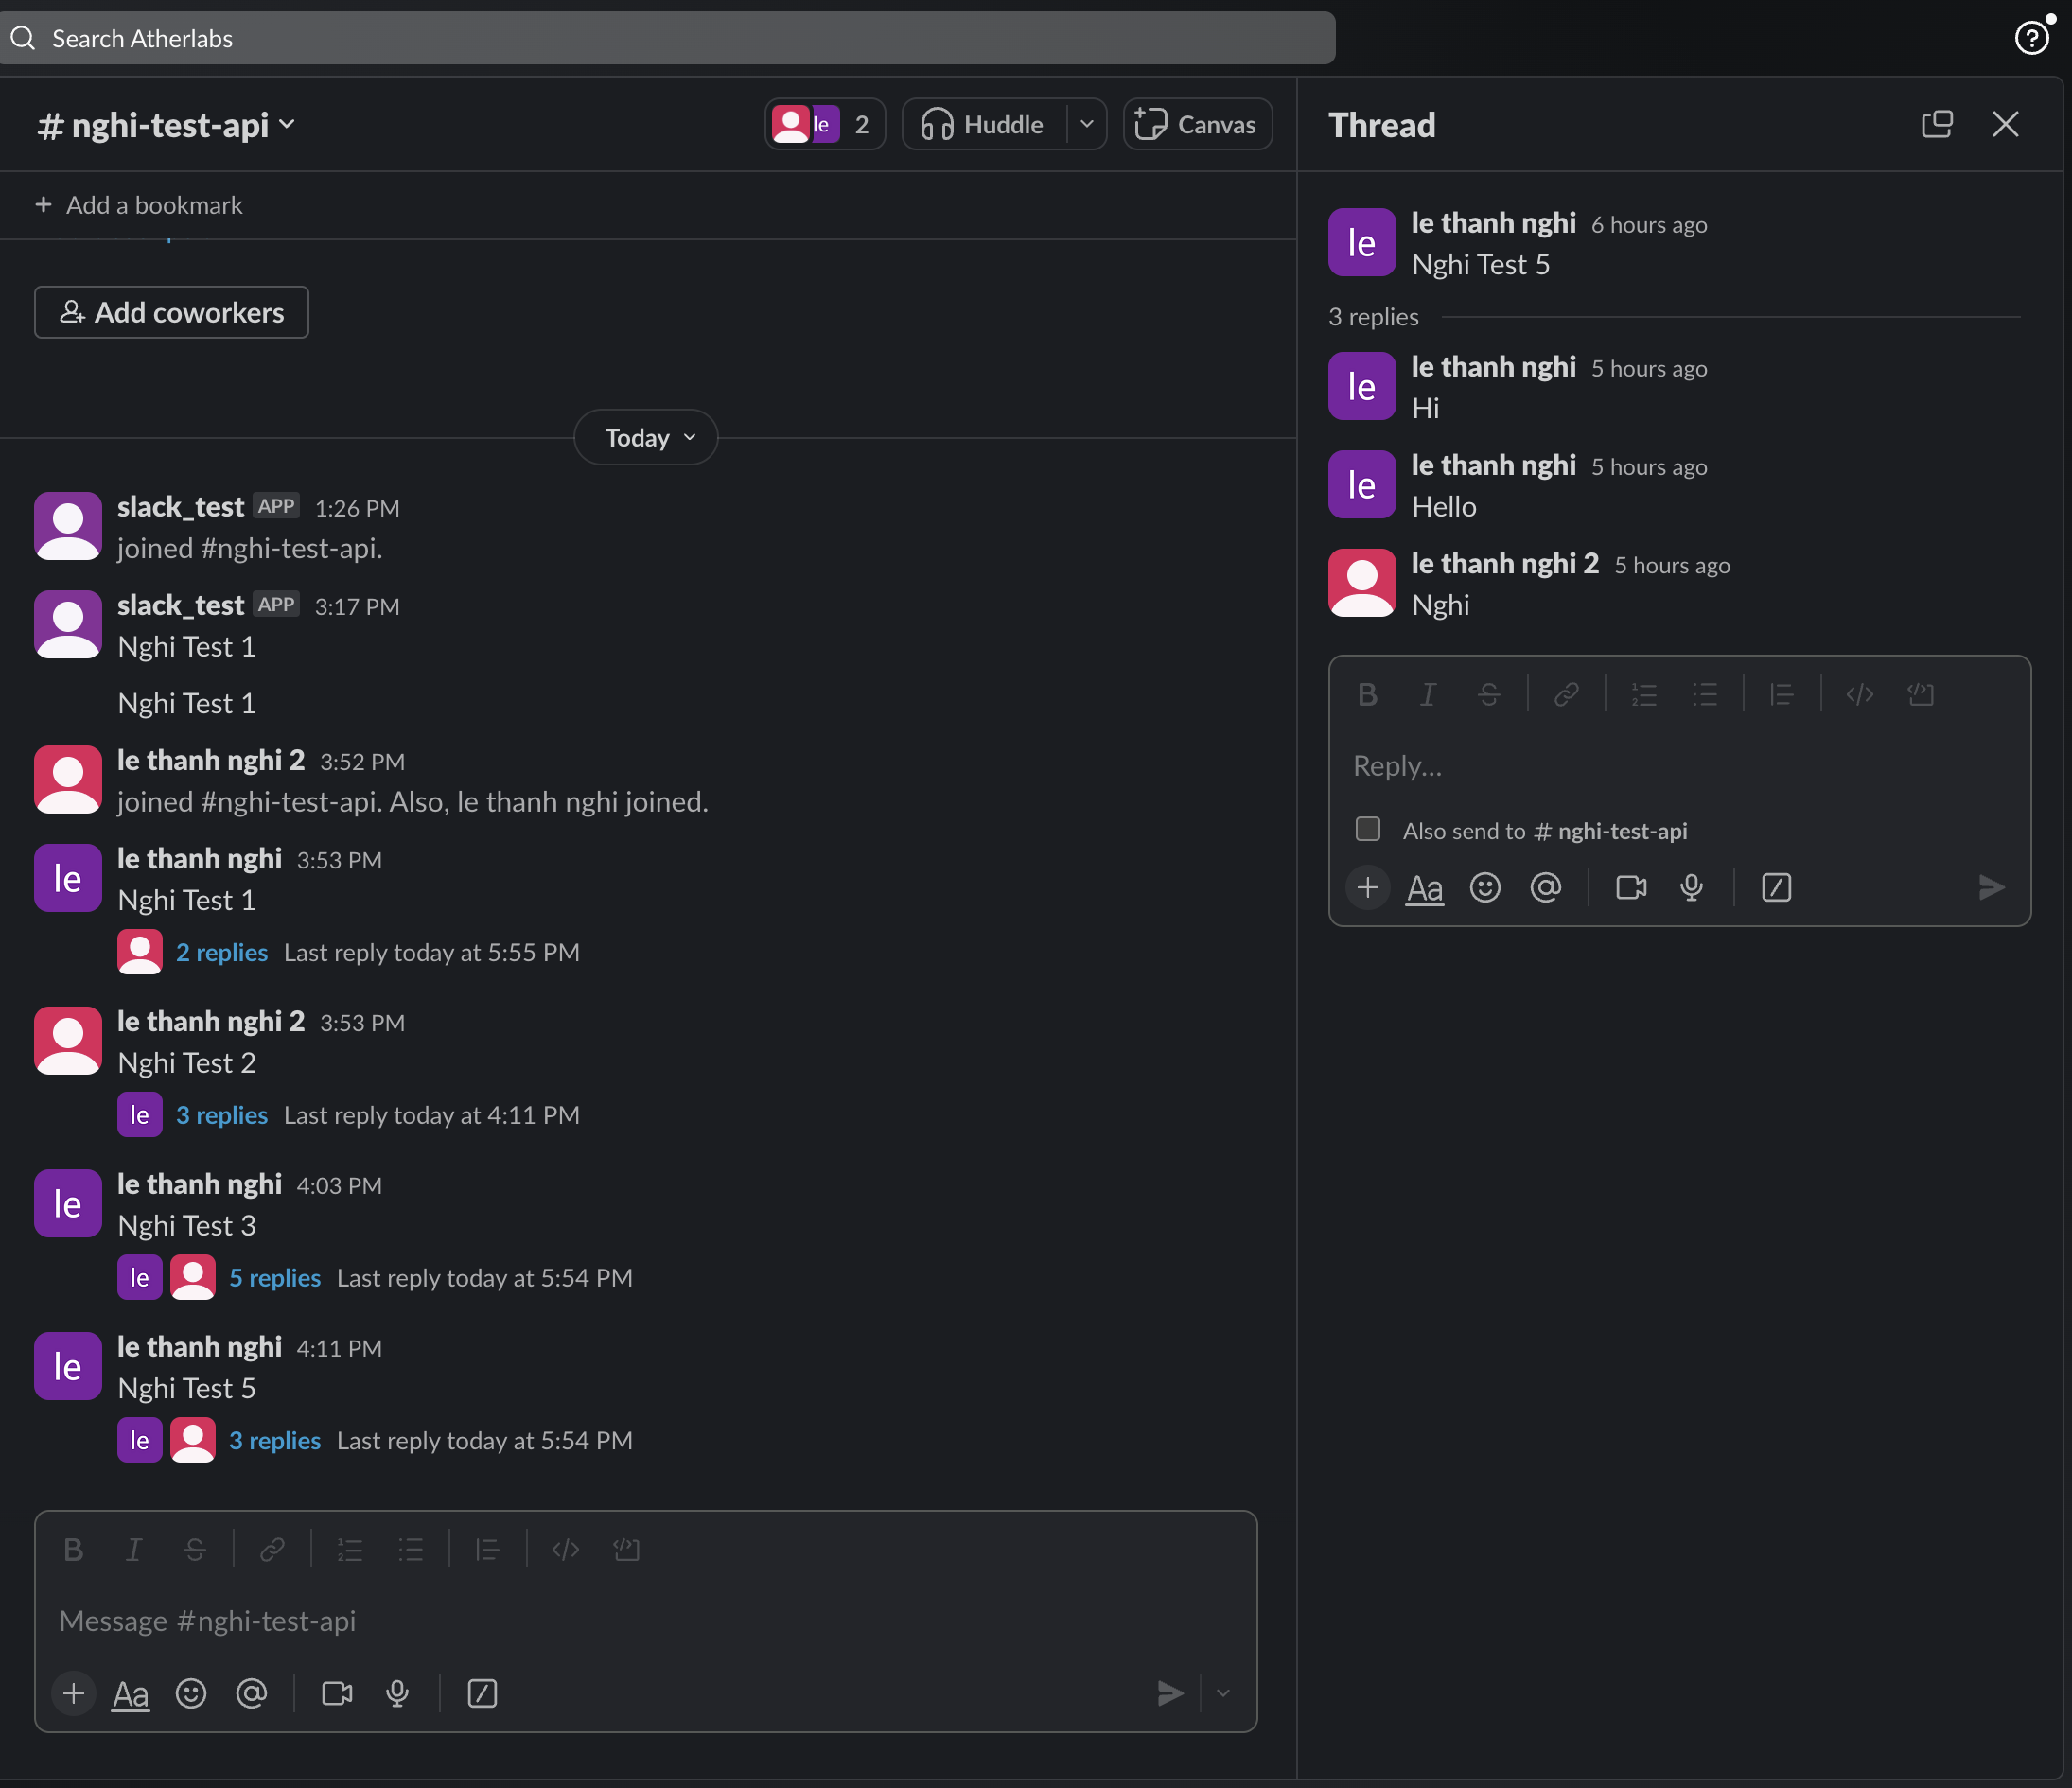 Search Atherlabs
# nghi-test-api
le 2
Huddle
Canvas
+ Add a bookmark
Add coworkers
Today
slack_test APP 1:26 PM
joined #nghi-test-api.
slack_test APP 3:17 PM
Nghi Test 1
Nghi Test 1
le thanh nghi 2 3:52 PM
joined #nghi-test-api. Also, le thanh nghi joined.
le
le thanh nghi 3:53 PM
Nghi Test 1
2 replies Last reply today at 5:55 PM
le thanh nghi 2 3:53 PM
Nghi Test 2
le 3 replies Last reply today at 4:11 PM
le
le thanh nghi 4:03 PM
Nghi Test 3
le 5 replies Last reply today at 5:54 PM
le
le thanh nghi 4:11 PM
Nghi Test 5
le 3 replies Last reply today at 5:54 PM
B I S
Message #nghi-test-api
+ Aa @
Thread
le
le thanh nghi 6 hours ago
Nghi Test 5
3 replies
le
le thanh nghi 5 hours ago
Hi
le
le thanh nghi 5 hours ago
Hello
le thanh nghi 2 5 hours ago
Nghi
B I S
Reply...
Also send to # nghi-test-api
+ Aa @